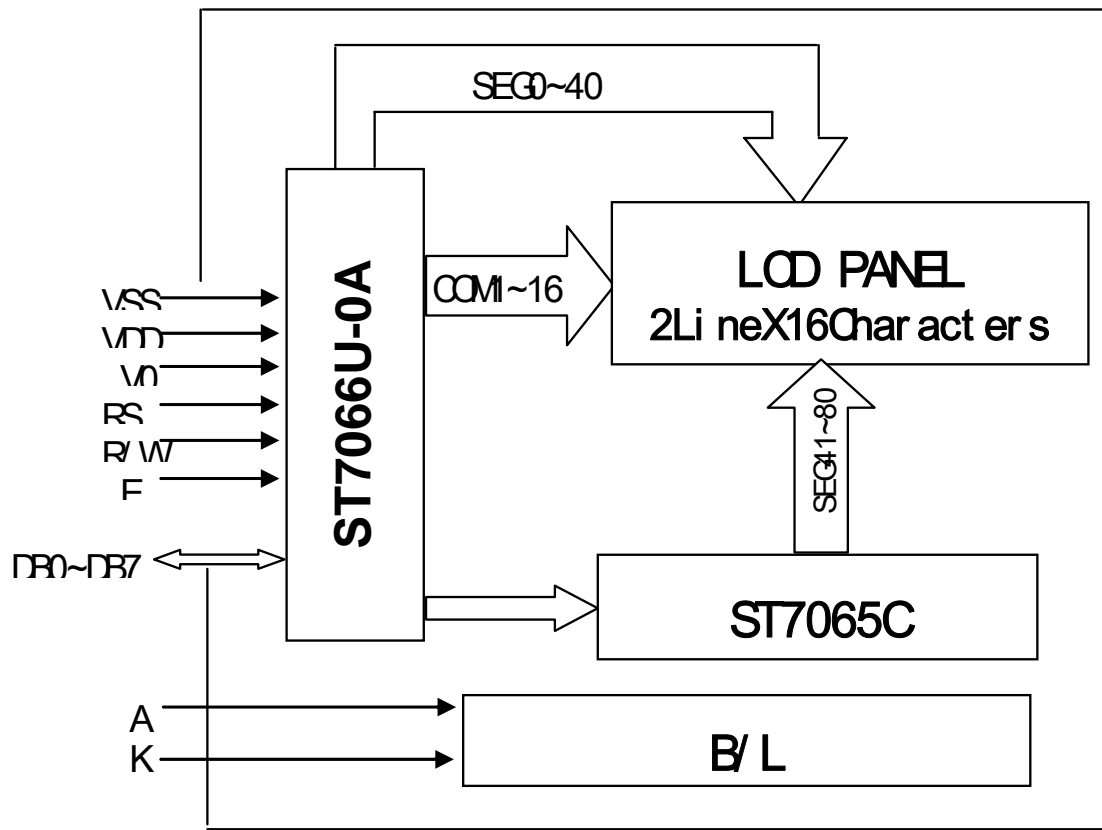 SEG0~40
LCD PANEL
2LineX16Characters
COM1~16
ST7066U-0A
VSS
VDD
V0
RS
R/W
E
SEG41~80
DB0~DB7
ST7065C
A
K
B/L